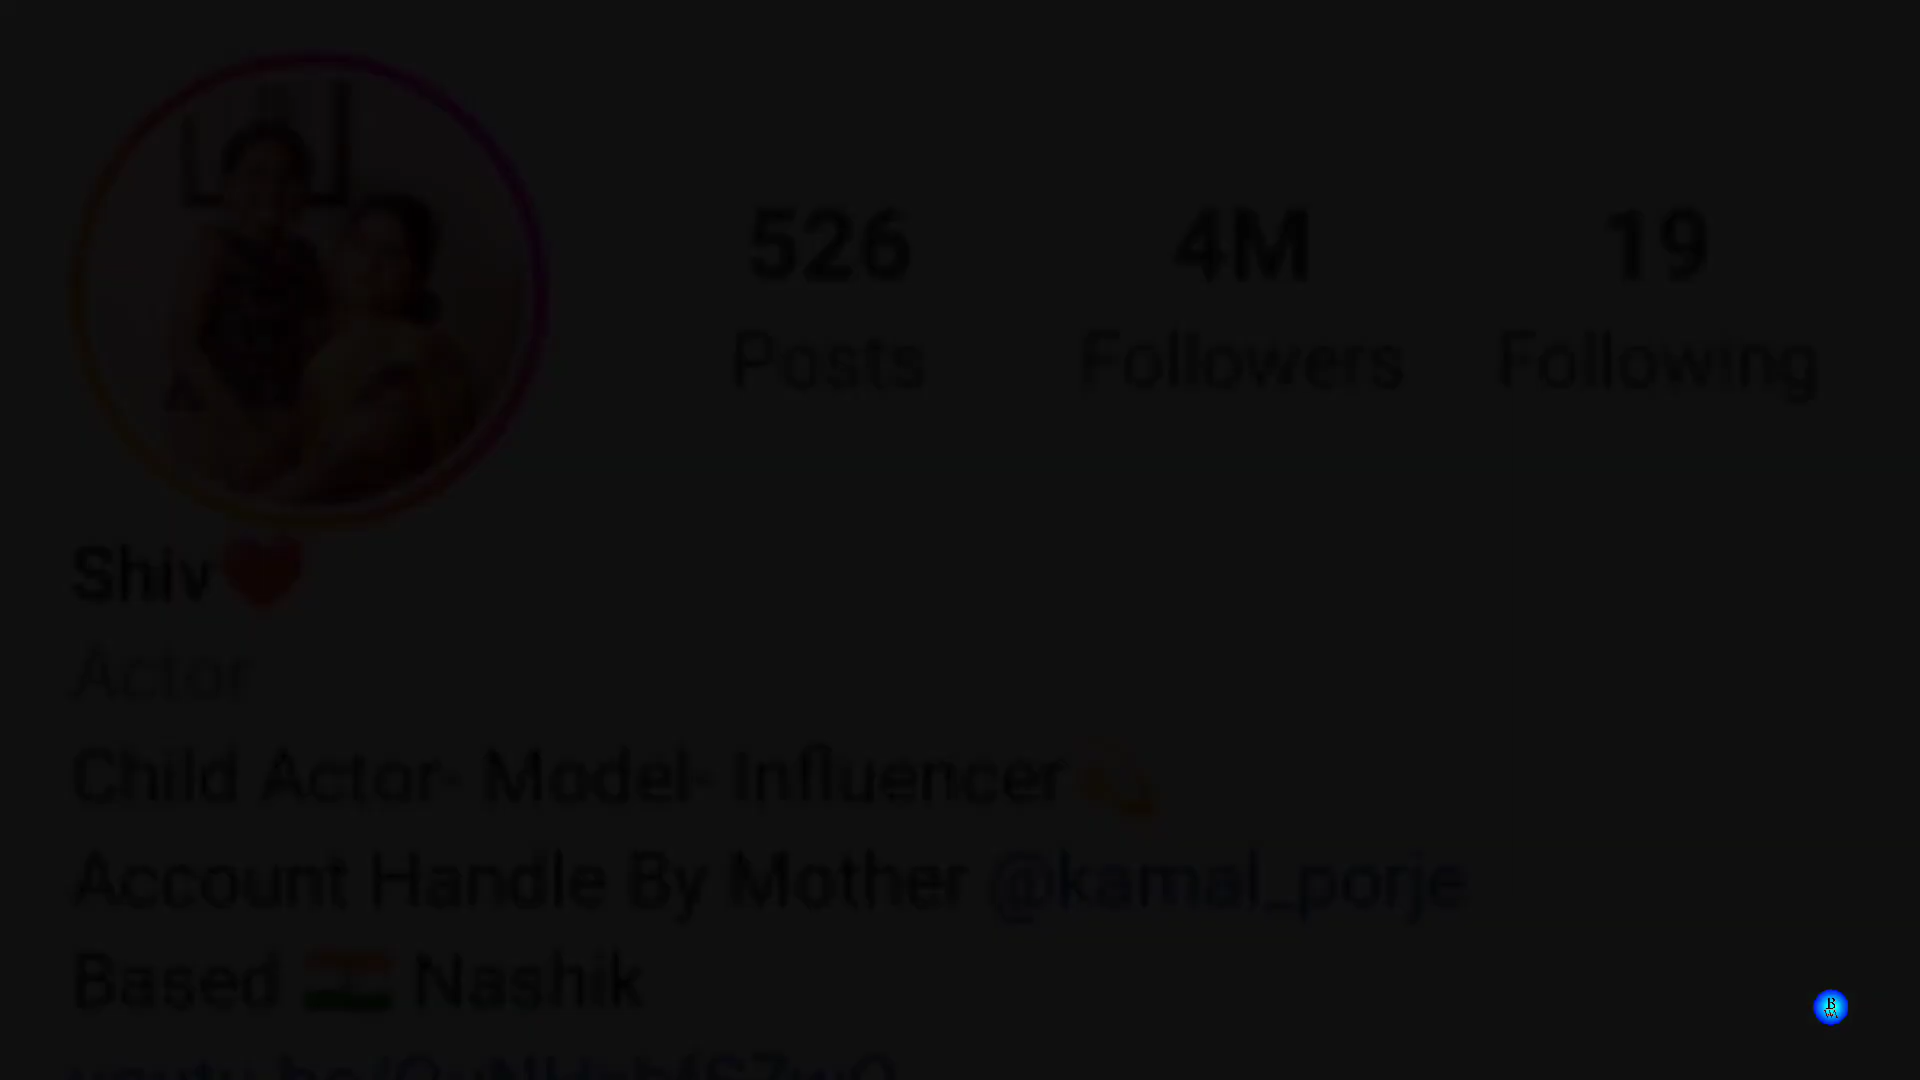 526 4M 19
Posts Followers Following
Shiv❤️
Actor
Child Actor- Model- Influencer💫
Account Handle By Mother @kamal_porje
Based 🇮🇳 Nashik
B